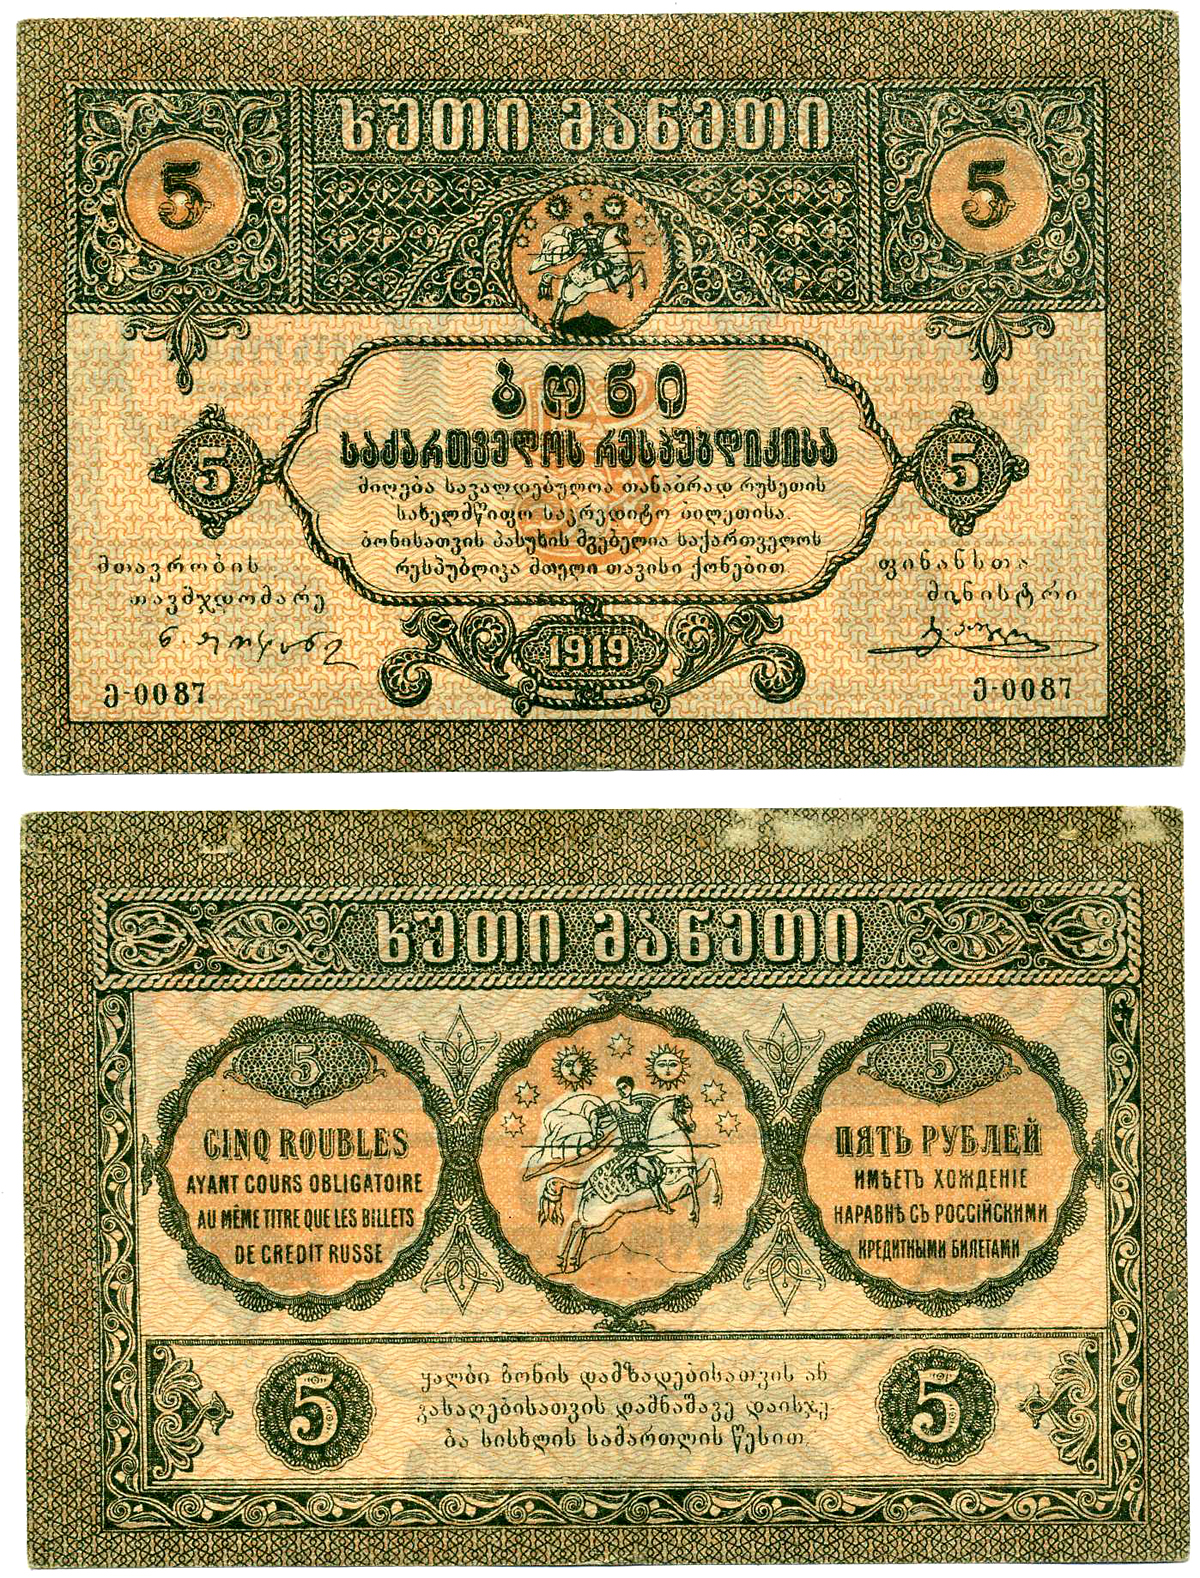 ხუთი მანეთი
5
5
ბონი
საქართველოს რესპუბლიკისა
მიღება სავალდებულოა თანაბრად რუსეთის
სახელმწიფო საკრედიტო ბილეთისა.
ბონისათვის პასუხის მგებელია საქართველოს
რესპუბლიკა მთელი თავისი ქონებით
5
5
მთავრობის
თავმჯდომარე
ფინანსთა
მინისტრი
1919
ე-0087
ე-0087
ხუთი მანეთი
5
CINQ ROUBLES
AYANT COURS OBLIGATOIRE
AU MÊME TITRE QUE LES BILLETS
DE CREDIT RUSSE
5
ПЯТЬ РУБЛЕЙ
ИМѢЕТЪ ХОЖДЕНІЕ
НАРАВНѢ СЪ РОССІЙСКИМИ
КРЕДИТНЫМИ БИЛЕТАМИ
5
ყალბი ბონის დამზადებისათვის ან
გასაღებისათვის დამნაშავე დაისჯე
ბა სისხლის სამართლის წესით
5